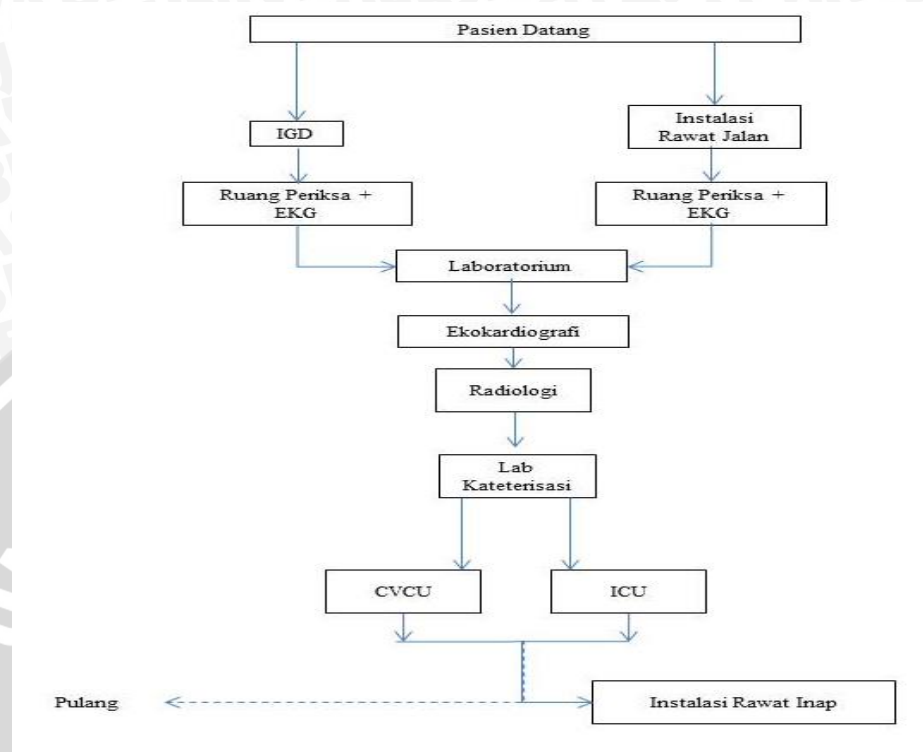 Pasien Datang
IGD
Instalasi
Rawat Jalan
Ruang Periksa +
EKG
Ruang Periksa +
EKG
Laboratorium
Ekokardiografi
Radiologi
Lab
Kateterisasi
CVCU
ICU
Pulang
Instalasi Rawat Inap